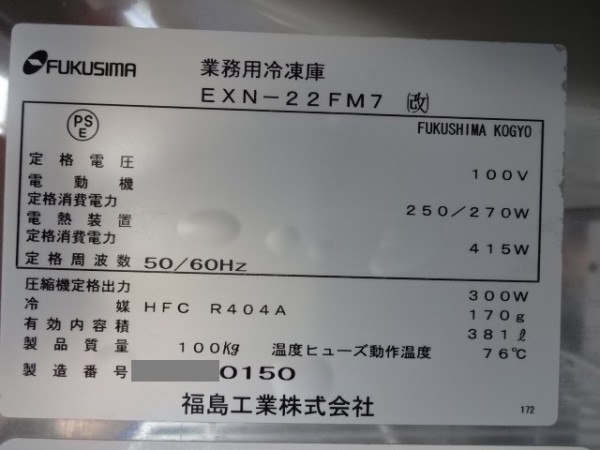 FUKUSIMA
業務用冷凍庫
EXN-22FM7 改
PS E
FUKUSHIMA KOGYO
定格電圧 100V
電動機
定格消費電力 250/270W
電熱装置
定格消費電力 415W
定格周波数 50/60Hz
圧縮機定格出力 300W
冷媒 HFC R404A 170g
有効内容積 381ℓ
製品質量 100Kg 温度ヒューズ動作温度 76℃
製造番号 0150
福島工業株式会社
172